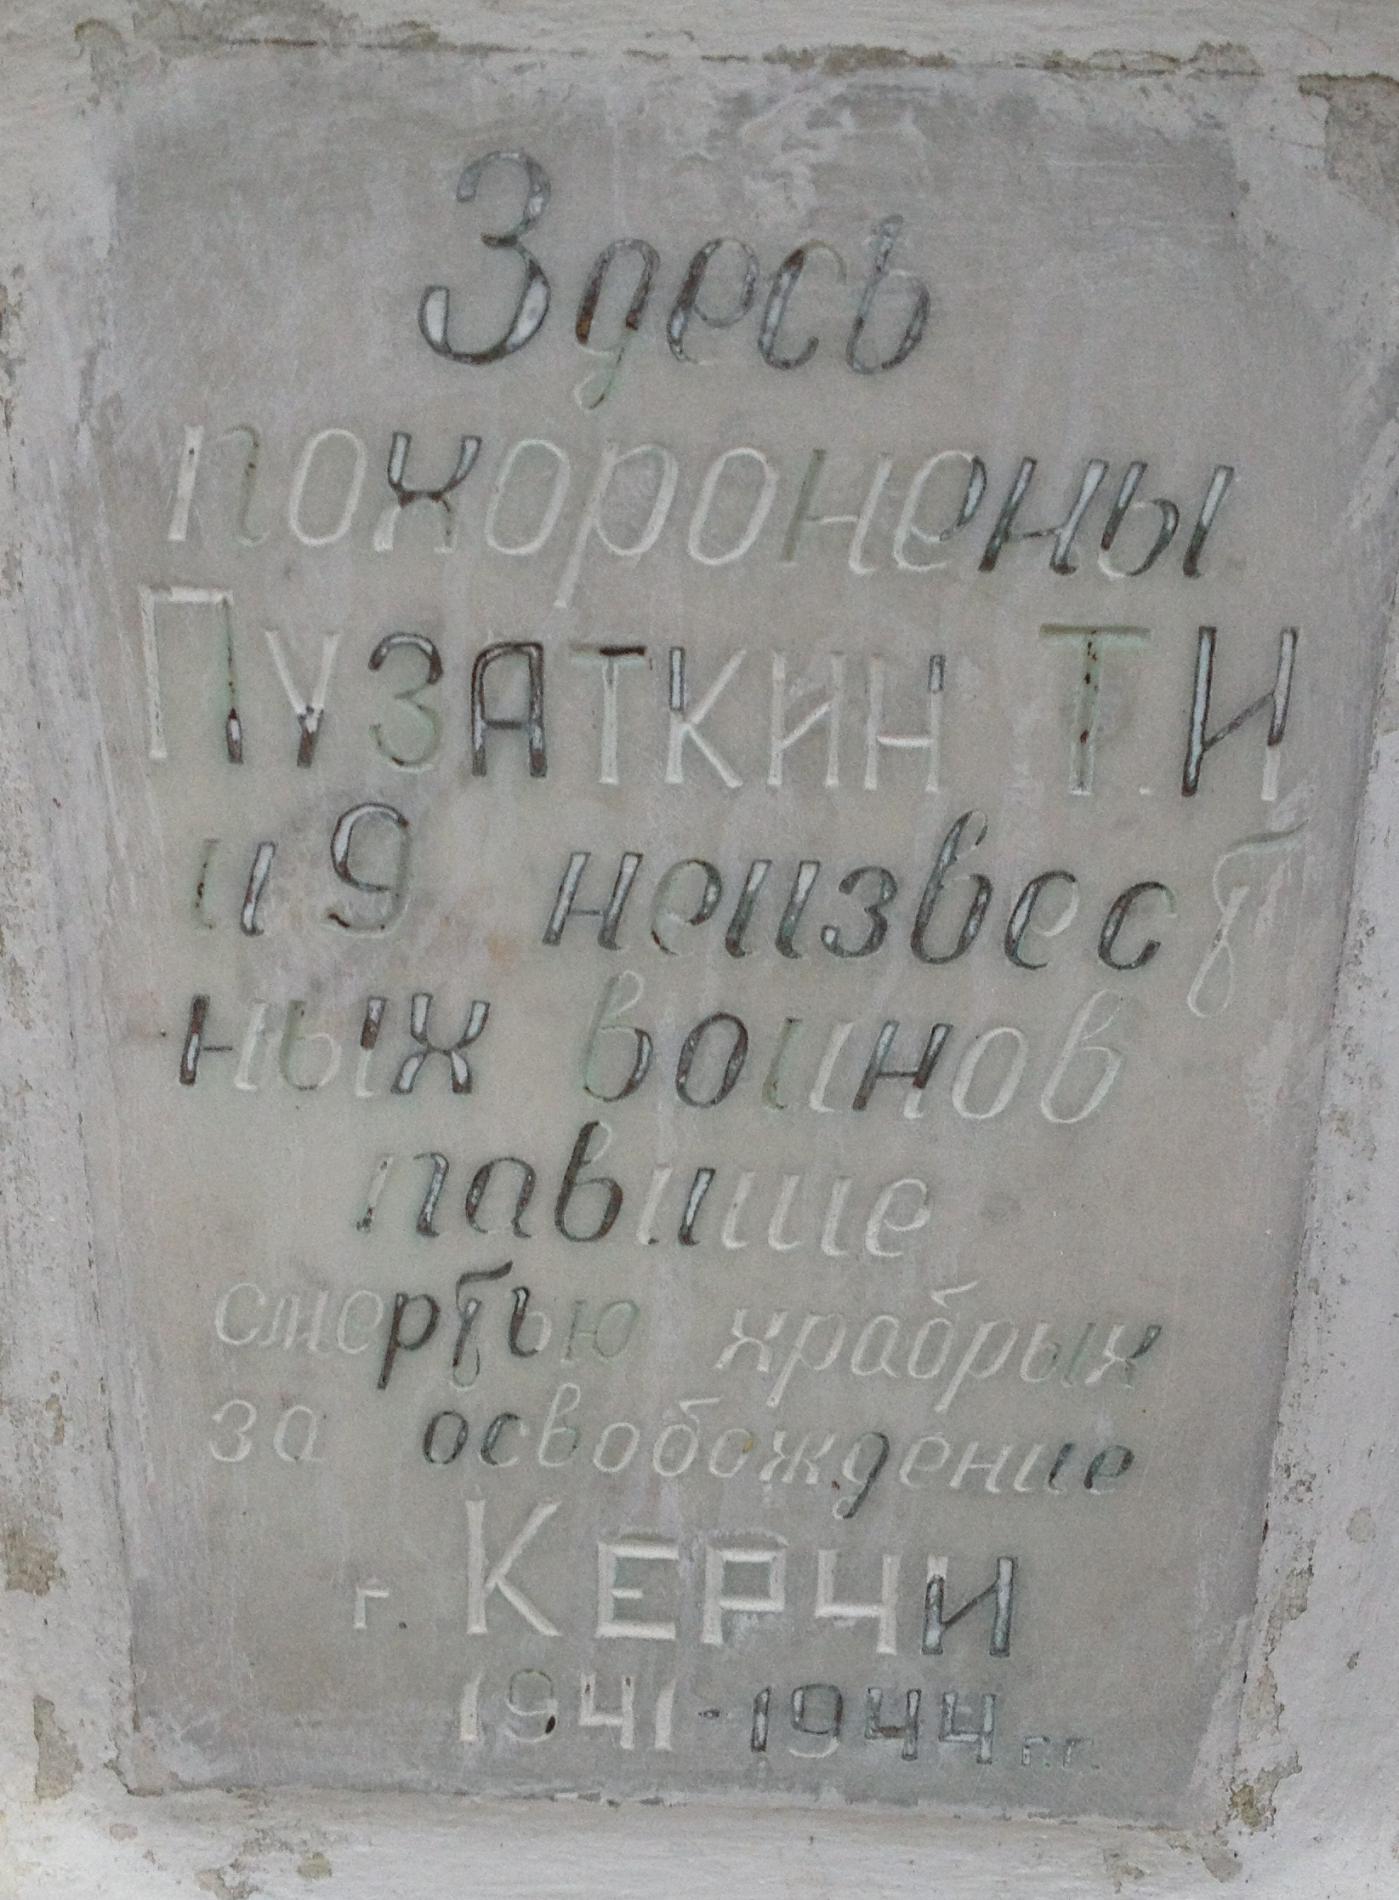 Здесь
похоронены
Пузаткин Т.И
и 9 неизвест
ных воинов
павшие
смертью храбрых
за освобождение
г. КЕРЧИ
1941-1944 г.г.